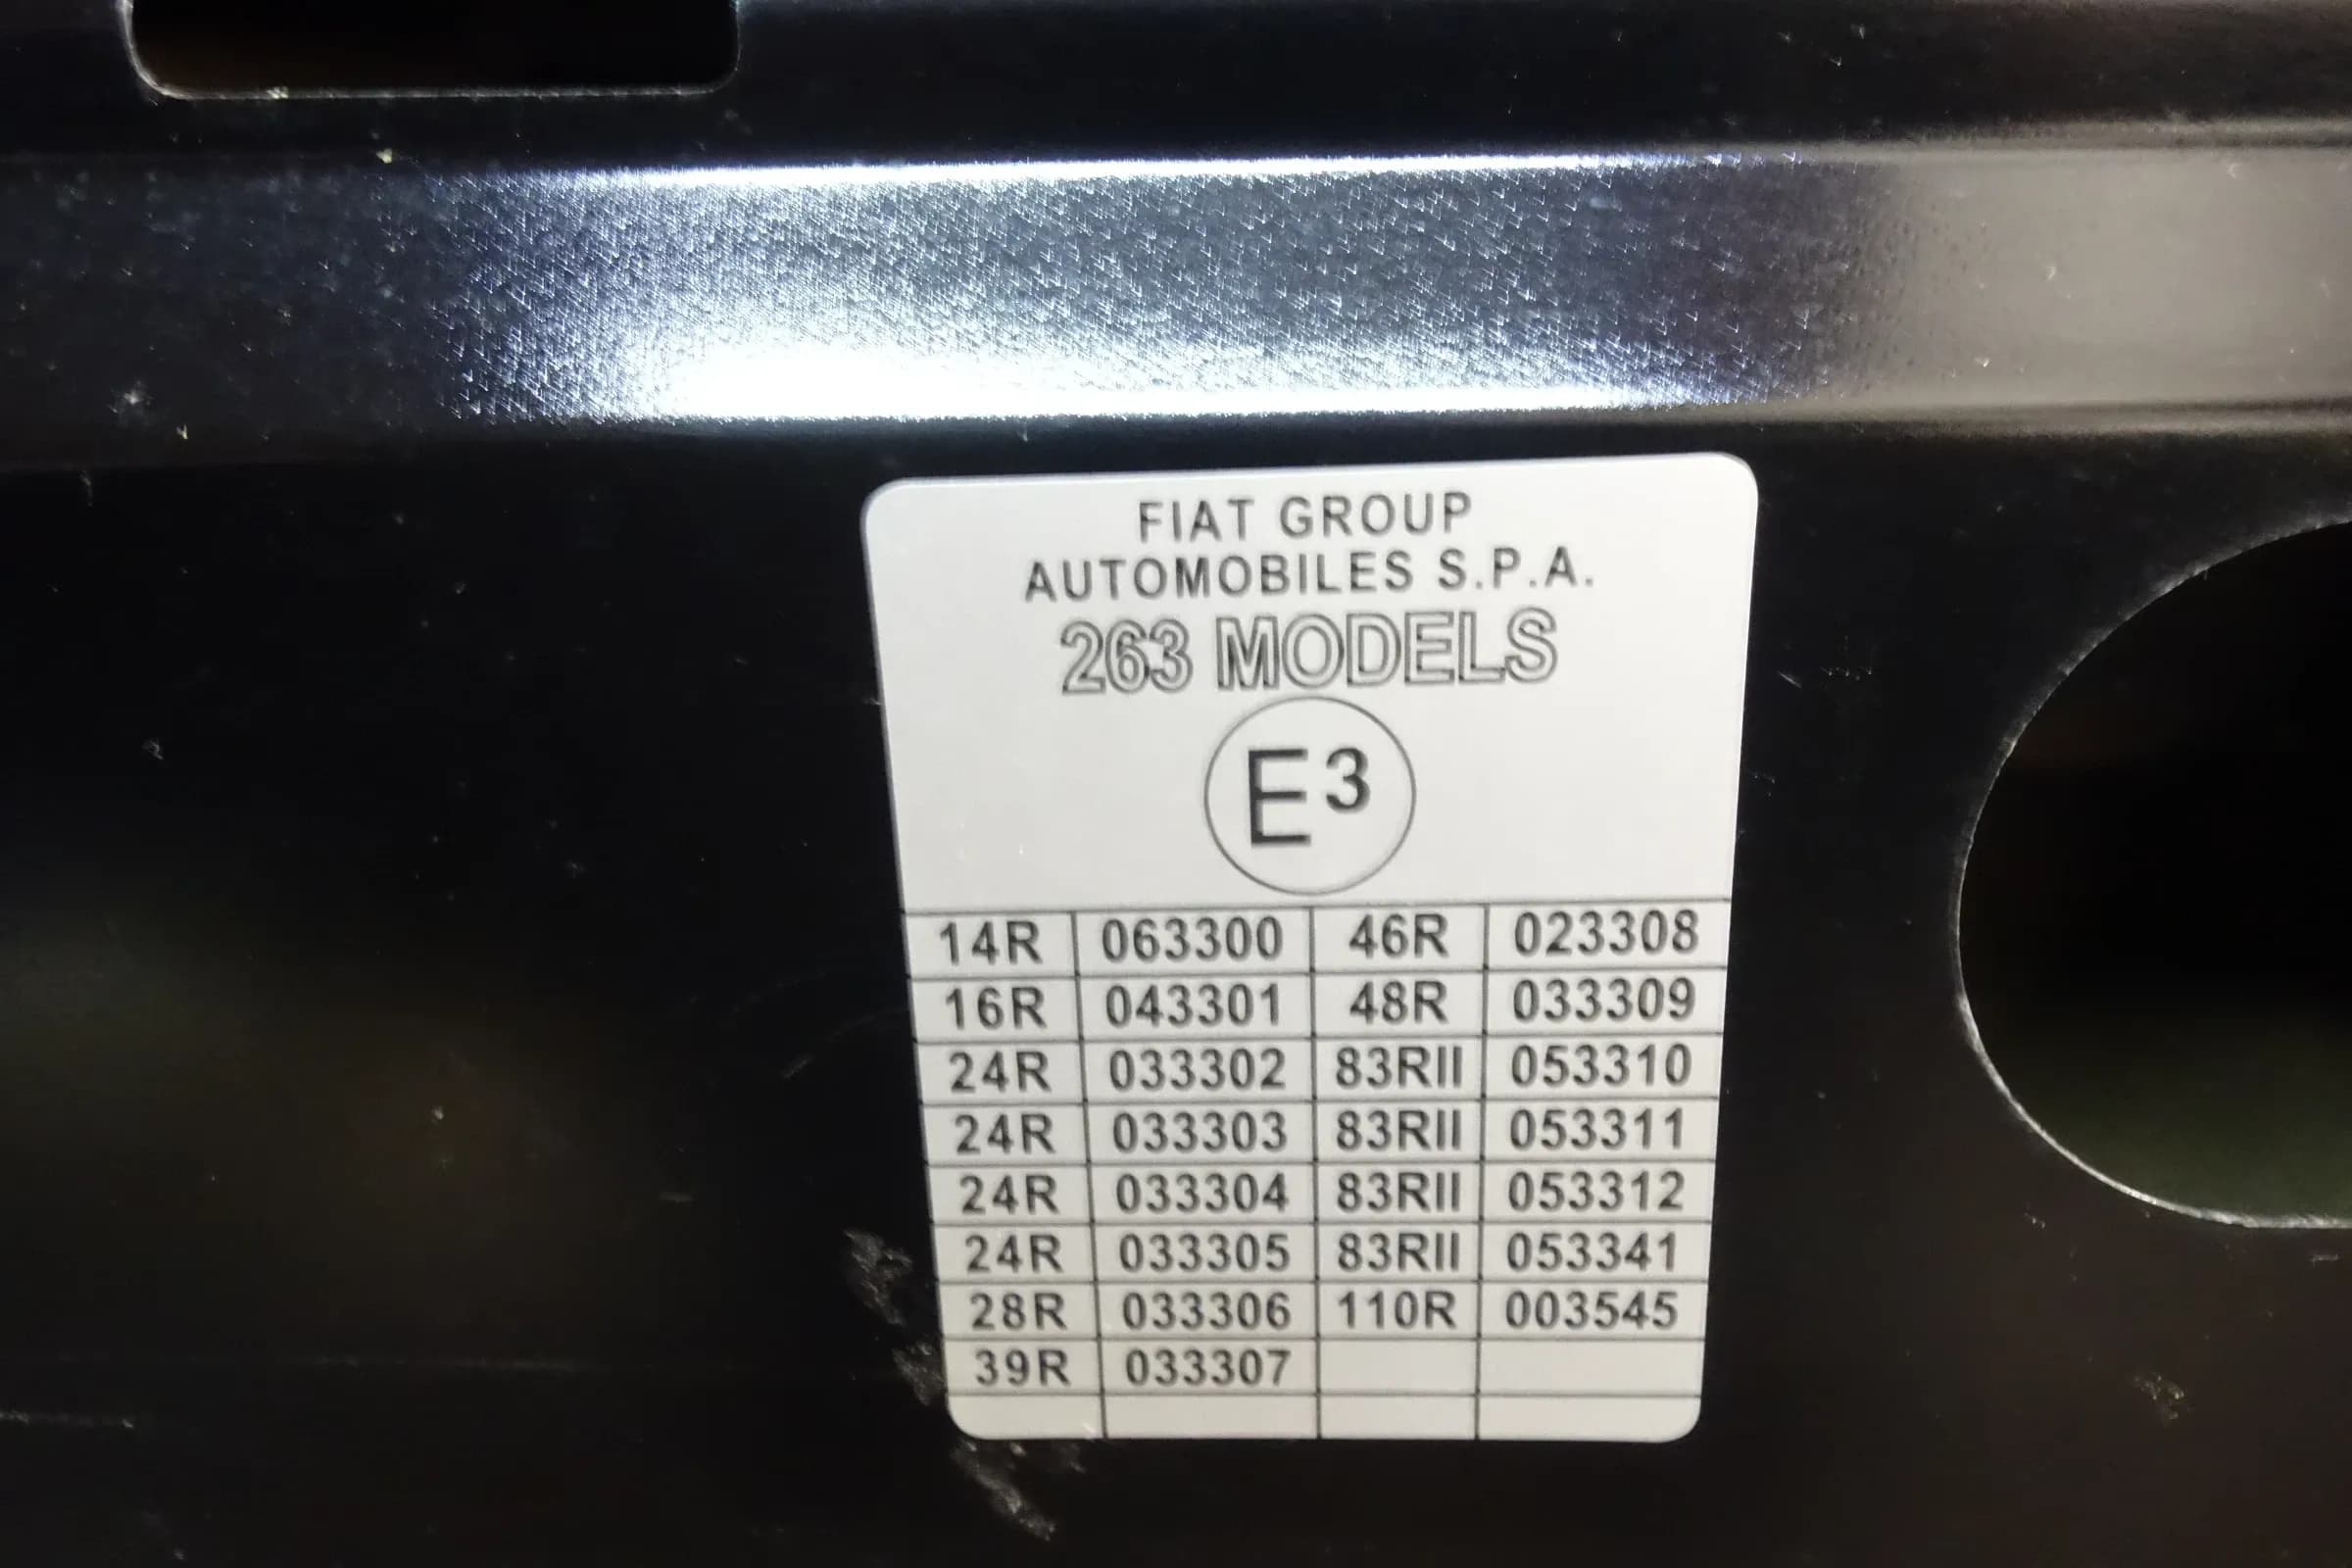 FIAT GROUP
AUTOMOBILES S.P.A.
263 MODELS
E3
14R 063300 46R 023308
16R 043301 48R 033309
24R 033302 83RII 053310
24R 033303 83RII 053311
24R 033304 83RII 053312
24R 033305 83RII 053341
28R 033306 110R 003545
39R 033307